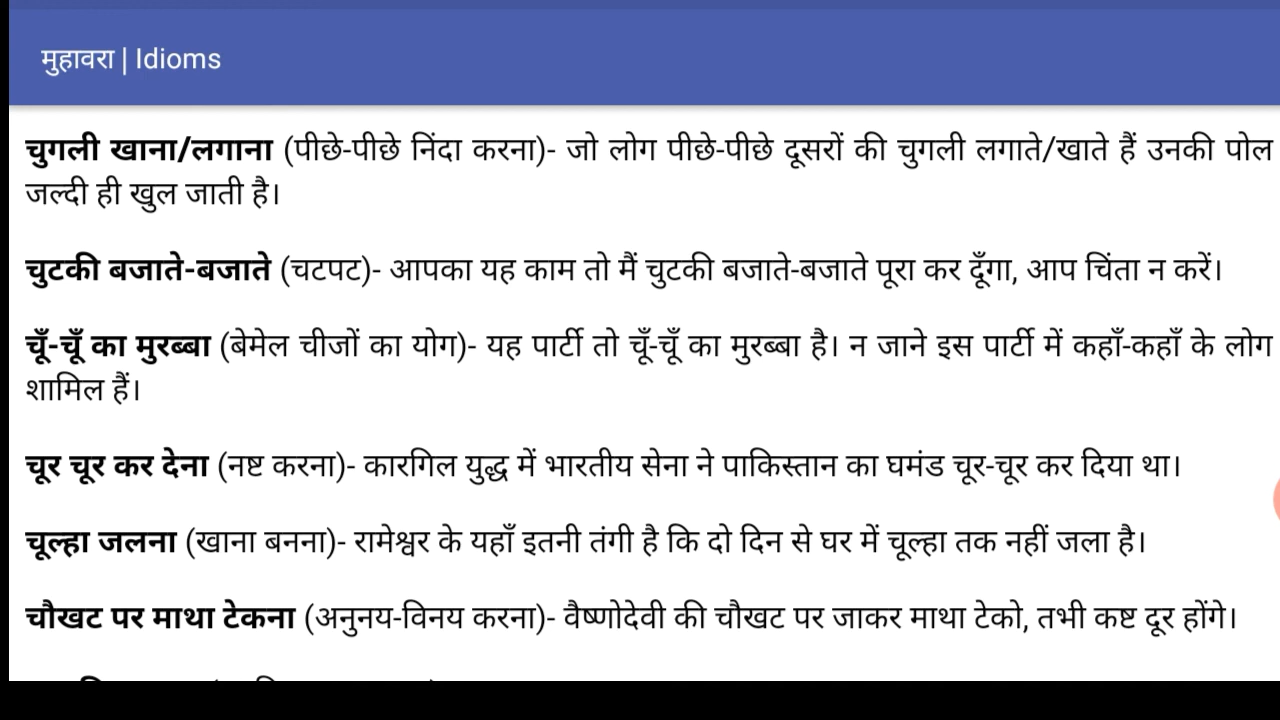 मुहावरा | Idioms
चुगली खाना/लगाना (पीछे-पीछे निंदा करना)- जो लोग पीछे-पीछे दूसरों की चुगली लगाते/खाते हैं उनकी पोल
जल्दी ही खुल जाती है।
चुटकी बजाते-बजाते (चटपट)- आपका यह काम तो मैं चुटकी बजाते-बजाते पूरा कर दूँगा, आप चिंता न करें।
चूँ-चूँ का मुरब्बा (बेमेल चीजों का योग)- यह पार्टी तो चूँ-चूँ का मुरब्बा है। न जाने इस पार्टी में कहाँ-कहाँ के लोग
शामिल हैं।
चूर चूर कर देना (नष्ट करना)- कारगिल युद्ध में भारतीय सेना ने पाकिस्तान का घमंड चूर-चूर कर दिया था।
चूल्हा जलना (खाना बनना)- रामेश्वर के यहाँ इतनी तंगी है कि दो दिन से घर में चूल्हा तक नहीं जला है।
चौखट पर माथा टेकना (अनुनय-विनय करना)- वैष्णोदेवी की चौखट पर जाकर माथा टेको, तभी कष्ट दूर होंगे।